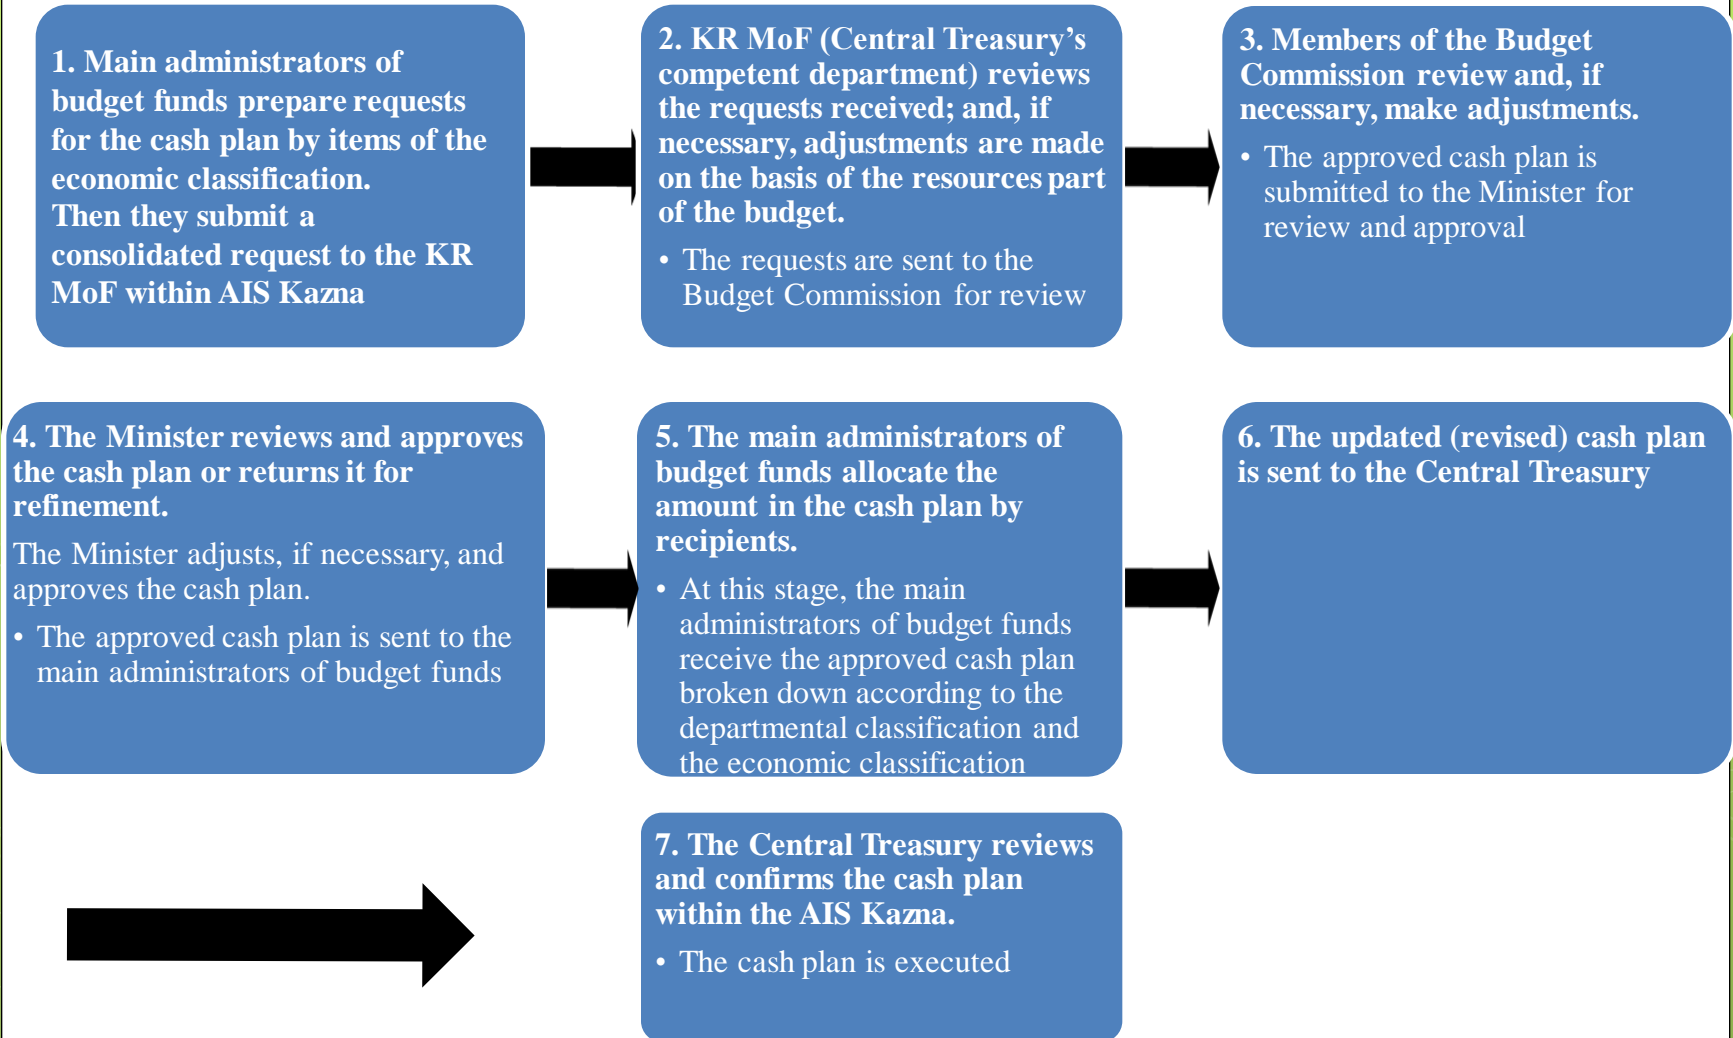 1. Main administrators of
budget funds prepare requests
for the cash plan by items of the
economic classification.
Then they submit a
consolidated request to the KR
MoF within AIS Kazna
2. KR MoF (Central Treasury’s
competent department) reviews
the requests received; and, if
necessary, adjustments are made
on the basis of the resources part
of the budget.
• The requests are sent to the
Budget Commission for review
3. Members of the Budget
Commission review and, if
necessary, make adjustments.
• The approved cash plan is
submitted to the Minister for
review and approval
4. The Minister reviews and approves
the cash plan or returns it for
refinement.
The Minister adjusts, if necessary, and
approves the cash plan.
• The approved cash plan is sent to the
main administrators of budget funds
5. The main administrators of
budget funds allocate the
amount in the cash plan by
recipients.
• At this stage, the main
administrators of budget funds
receive the approved cash plan
broken down according to the
departmental classification and
the economic classification
6. The updated (revised) cash plan
is sent to the Central Treasury
7. The Central Treasury reviews
and confirms the cash plan
within the AIS Kazna.
• The cash plan is executed